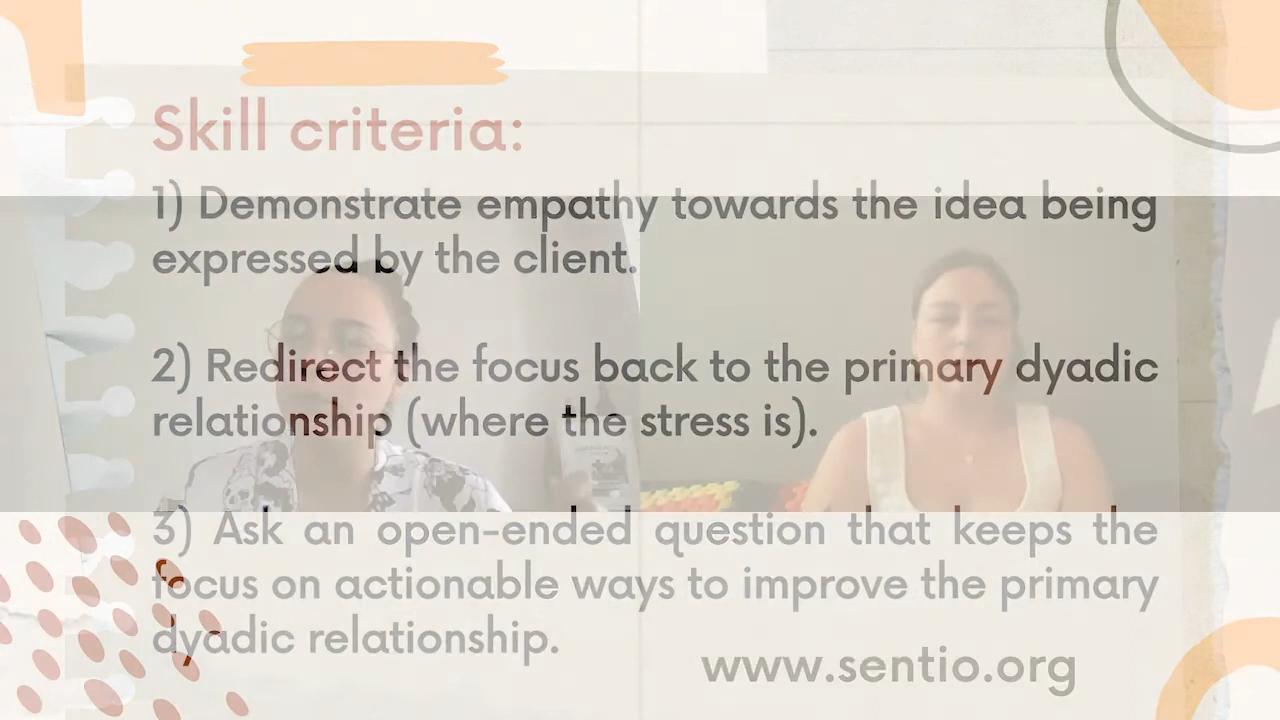 Skill criteria:
1) Demonstrate empathy towards the idea being
expressed by the client.
2) Redirect the focus back to the primary dyadic
relationship (where the stress is).
3) Ask an open-ended question that keeps the
focus on actionable ways to improve the primary
dyadic relationship.
www.sentio.org